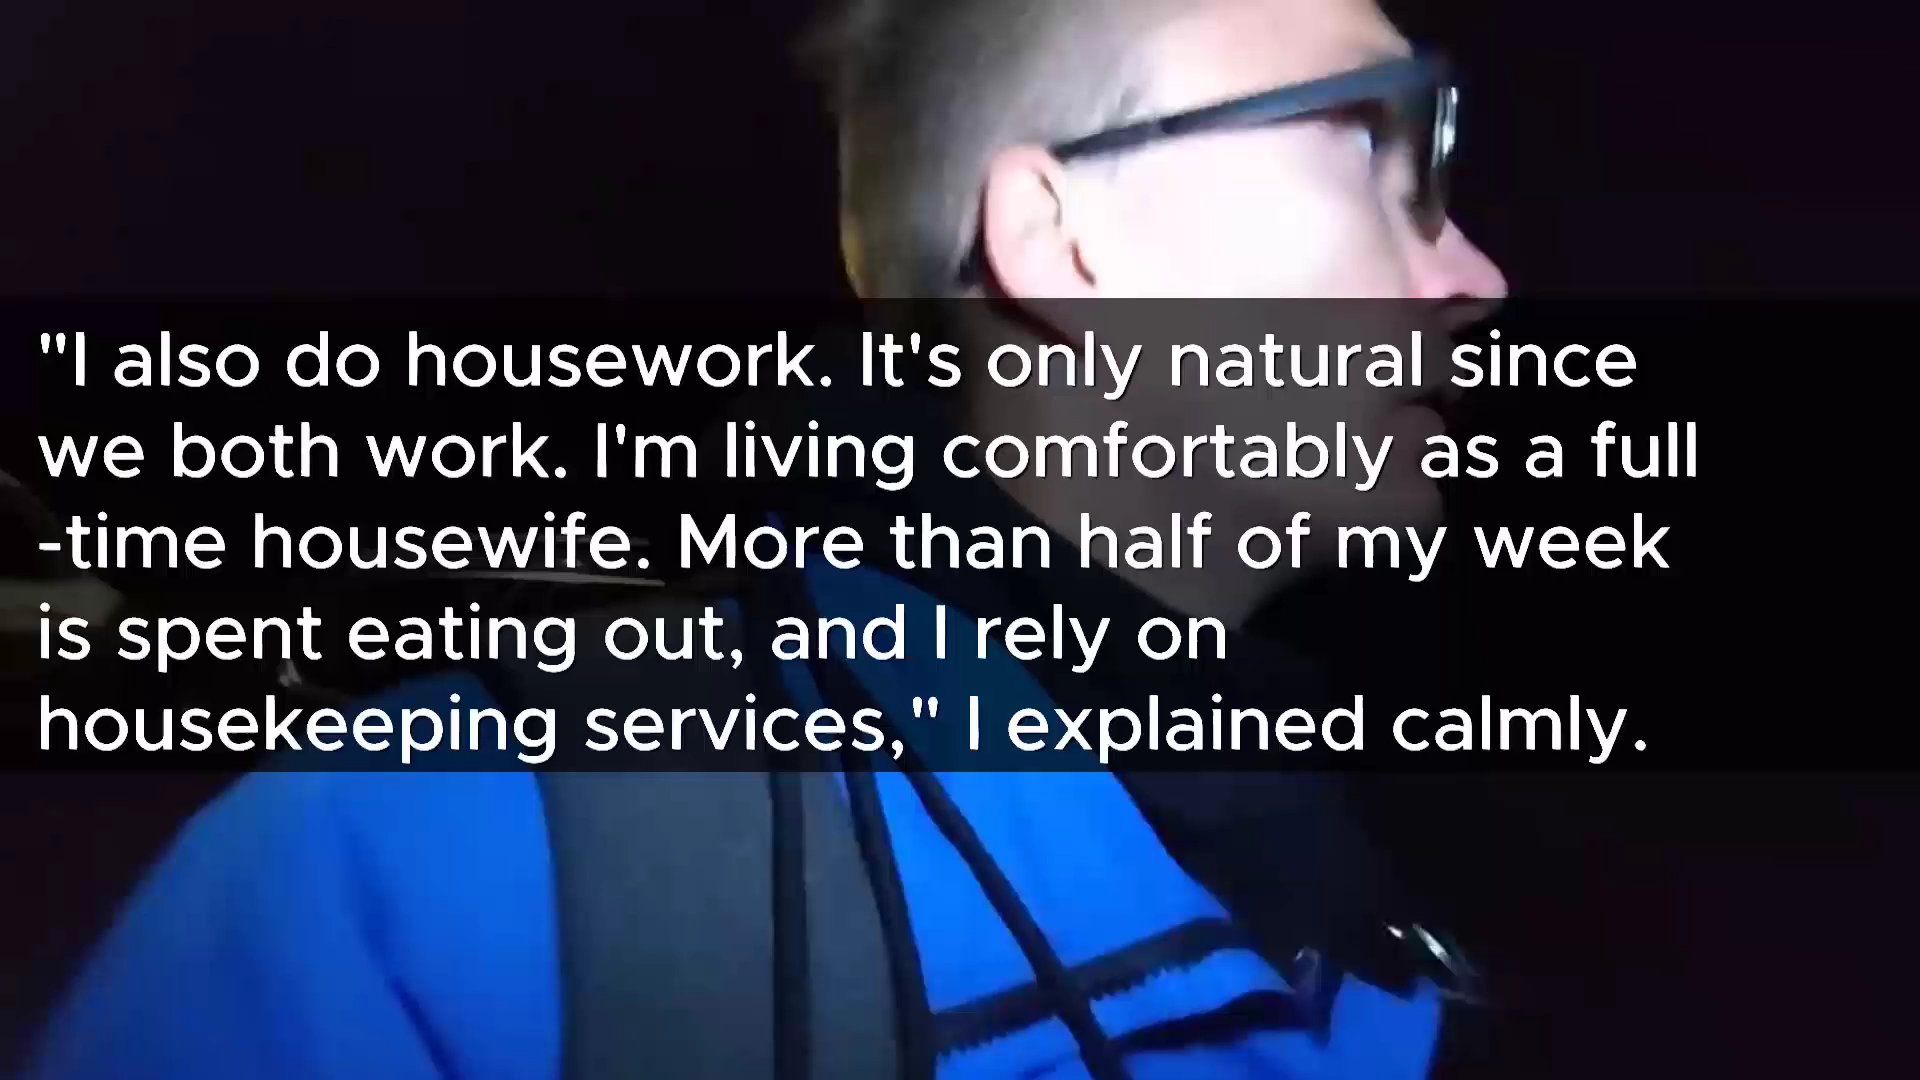 "I also do housework. It's only natural since
we both work. I'm living comfortably as a full
-time housewife. More than half of my week
is spent eating out, and I rely on
housekeeping services," I explained calmly.